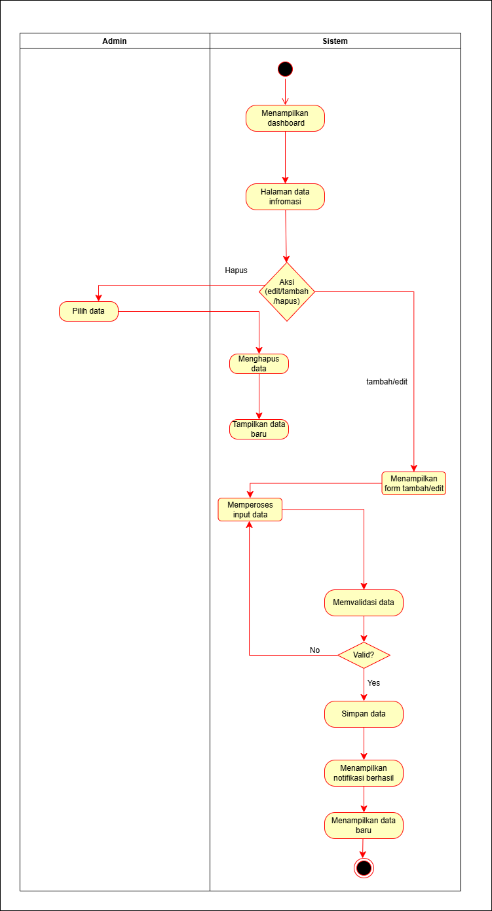 Admin
Sistem
Menampilkan
dashboard
Halaman data
infromasi
Hapus
Aksi
(edit/tambah
/hapus)
Pilih data
Menghapus
data
tambah/edit
Tampilkan data
baru
Menampilkan
form tambah/edit
Memperoses
input data
Memvalidasi data
No
Valid?
Yes
Simpan data
Menampilkan
notifikasi berhasil
Menampilkan data
baru